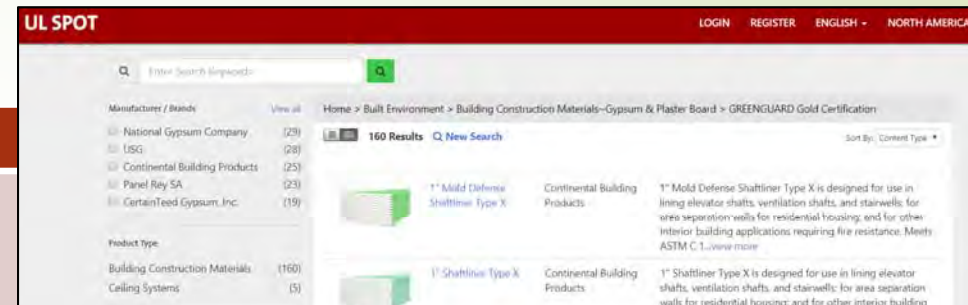 UL SPOT
LOGIN REGISTER ENGLISH NORTH AMERICA
Enter Search Keywords
Manufacturer / Brands View all
National Gypsum Company (29)
USG (28)
Continental Building Products (25)
Panel Rey SA (23)
CertainTeed Gypsum, Inc. (19)
Product Type
Building Construction Materials (160)
Ceiling Systems (5)
Home > Built Environment > Building Construction Materials–Gypsum & Plaster Board > GREENGUARD Gold Certification
160 Results New Search
Sort By: Content Type
1" Mold Defense
Shaftliner Type X
Continental Building
Products
1" Mold Defense Shaftliner Type X is designed for use in
lining elevator shafts, ventilation shafts, and stairwells; for
area separation walls for residential housing; and for other
interior building applications requiring fire resistance. Meets
ASTM C 1...view more
1" Shaftliner Type X
Continental Building
Products
1" Shaftliner Type X is designed for use in lining elevator
shafts, ventilation shafts, and stairwells; for area separation
walls for residential housing; and for other interior building